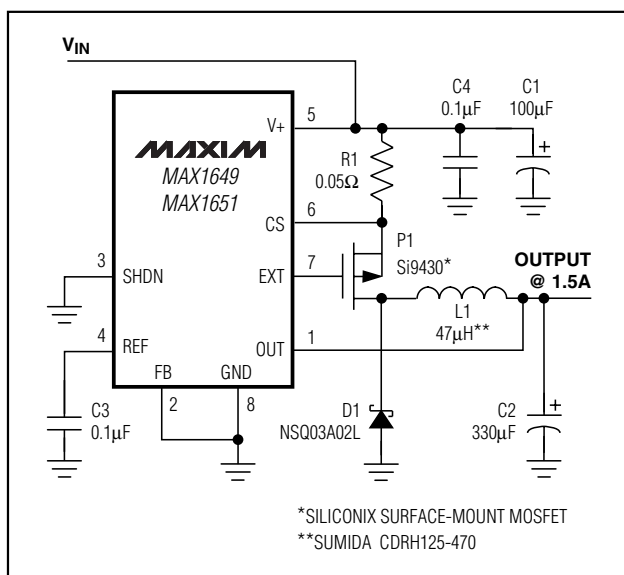 VIN
C4
0.1µF
C1
100µF
+
5
V+
MAXIM
MAX1649
MAX1651
R1
0.05Ω
6
CS
P1
Si9430*
3
SHDN
EXT
7
OUTPUT
@ 1.5A
L1
47µH**
4
REF
OUT
1
FB
GND
2
8
C3
0.1µF
D1
NSQ03A02L
+
C2
330µF
*SILICONIX SURFACE-MOUNT MOSFET
**SUMIDA CDRH125-470